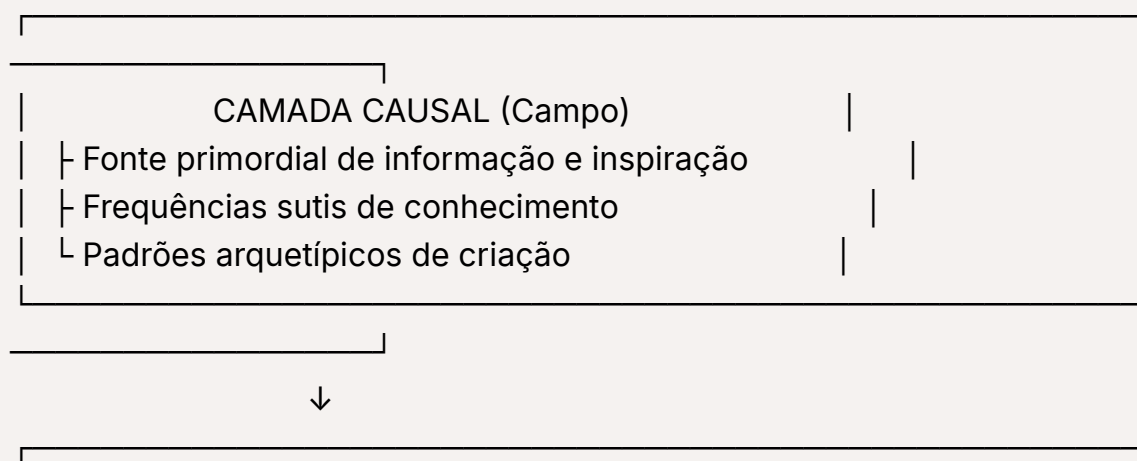 CAMADA CAUSAL (Campo)
├ Fonte primordial de informação e inspiração
├ Frequências sutis de conhecimento
└ Padrões arquetípicos de criação
↓